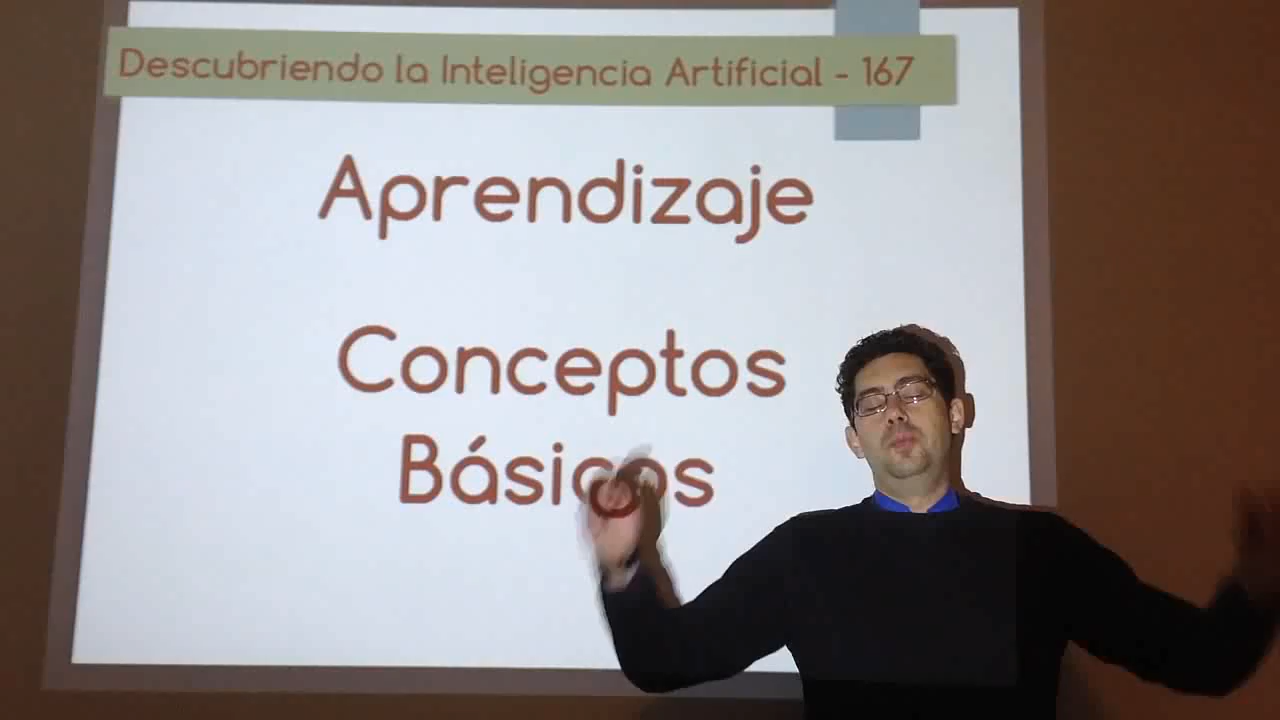 Descubriendo la Inteligencia Artificial - 167
Aprendizaje
Conceptos
Básicos